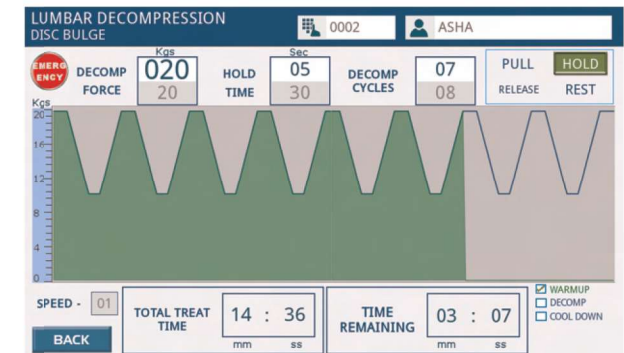 LUMBAR DECOMPRESSION
DISC BULGE
0002
ASHA
EMERG
ENCY
DECOMP
FORCE
Kgs
020
20
HOLD
TIME
Sec
05
30
DECOMP
CYCLES
07
08
PULL
HOLD
RELEASE
REST
Kgs
20
16
12
8
4
0
SPEED - 01
BACK
TOTAL TREAT
TIME
14 : 36
mm ss
TIME
REMAINING
03 : 07
mm ss
WARMUP
DECOMP
COOL DOWN